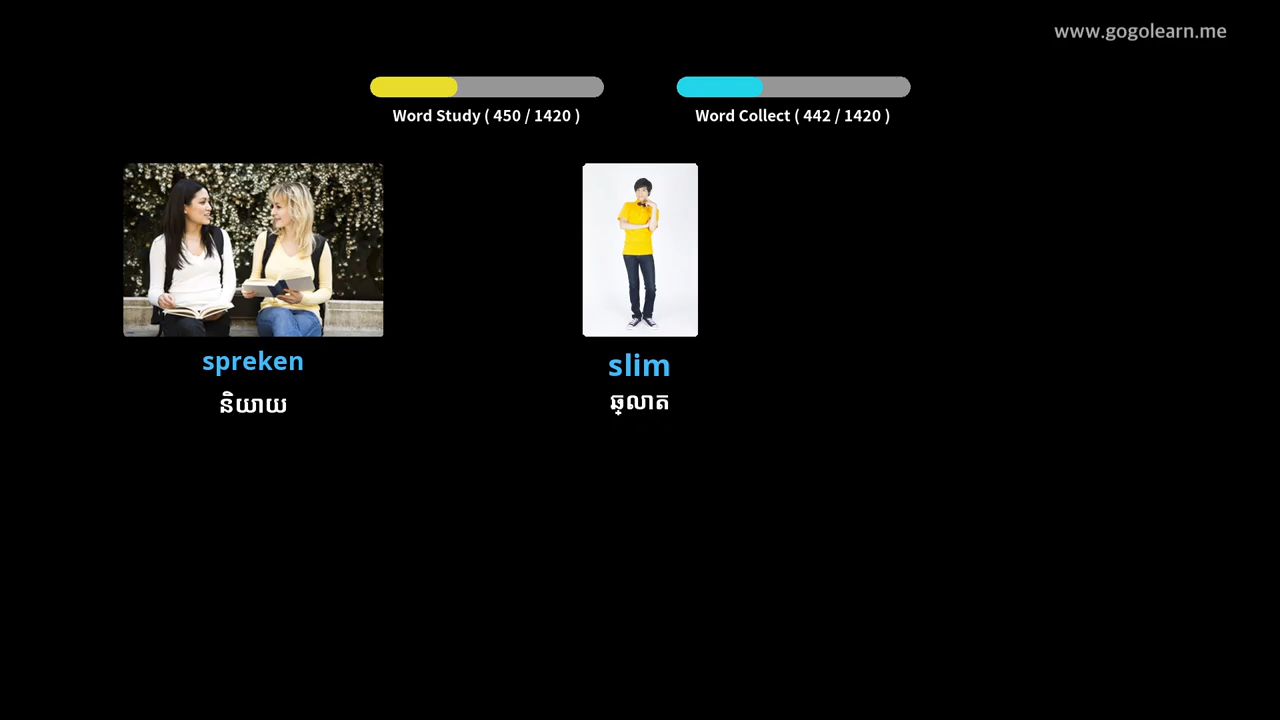 www.gogolearn.me
Word Study ( 450 / 1420 )
Word Collect ( 442 / 1420 )
spreken
និយាយ
slim
ឆ្លាត